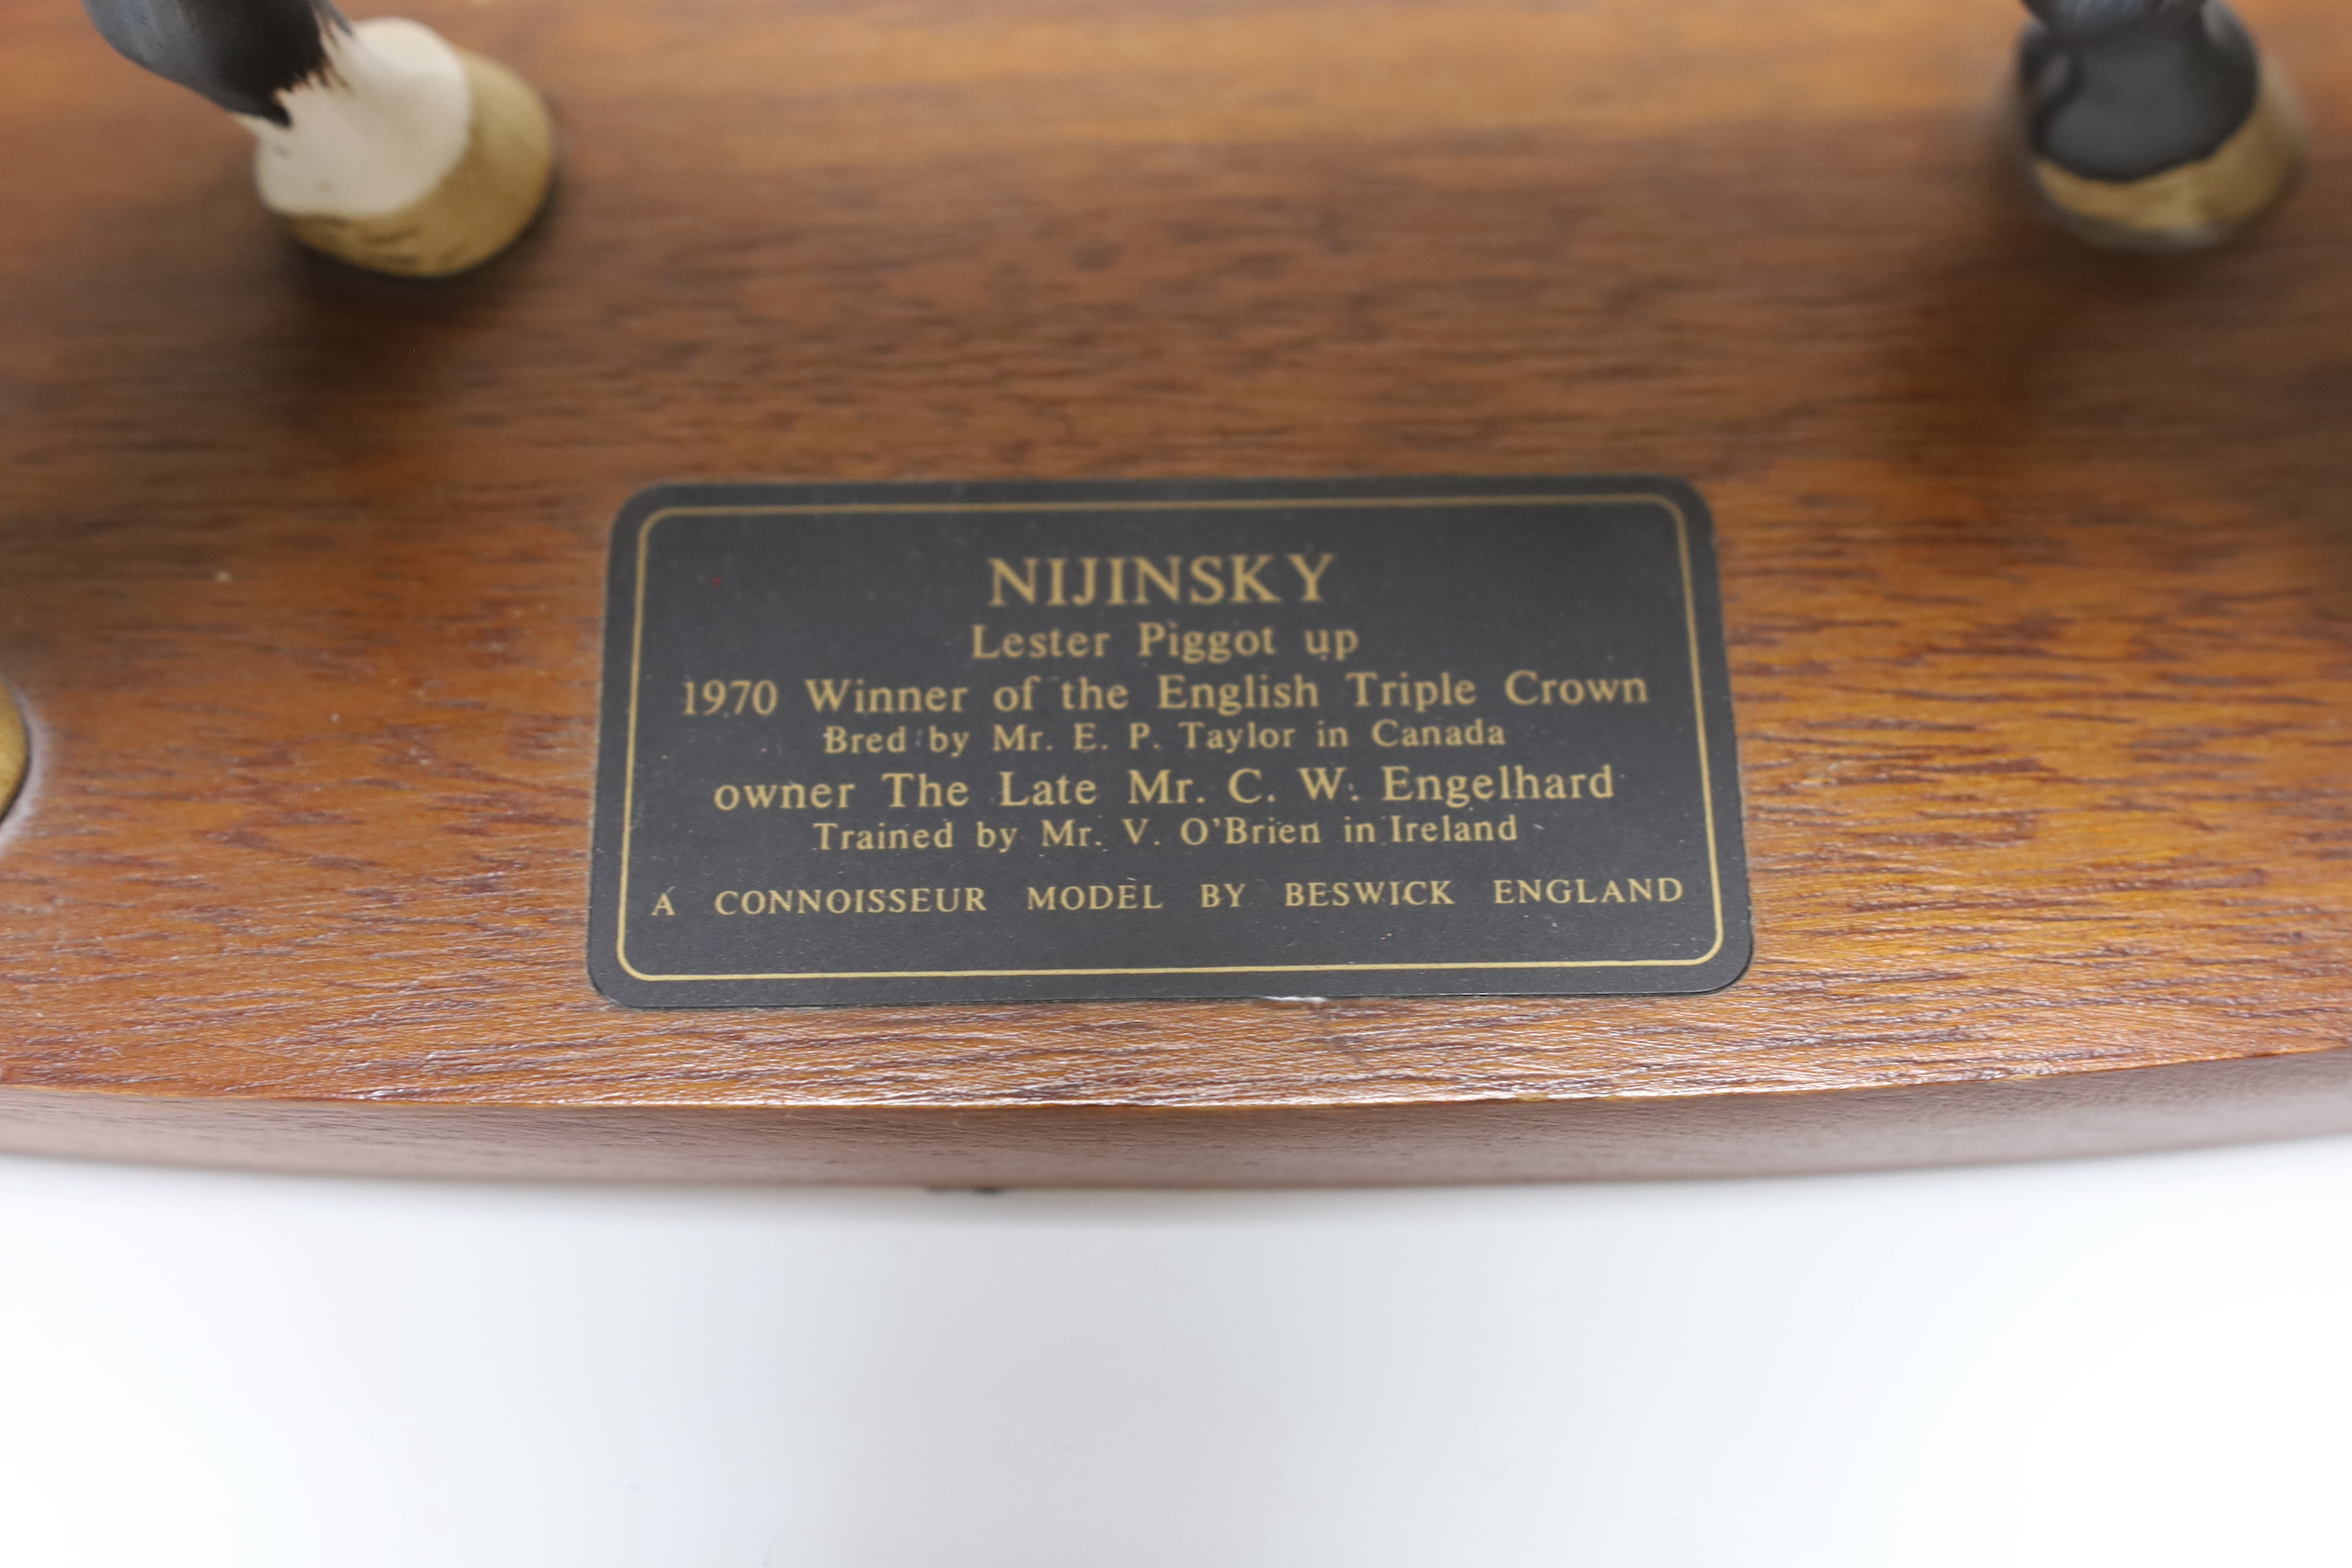 NIJINSKY
Lester Piggot up
1970 Winner of the English Triple Crown
Bred by Mr. E. P. Taylor in Canada
owner The Late Mr. C. W. Engelhard
Trained by Mr. V. O'Brien in Ireland
A CONNOISSEUR MODEL BY BESWICK ENGLAND